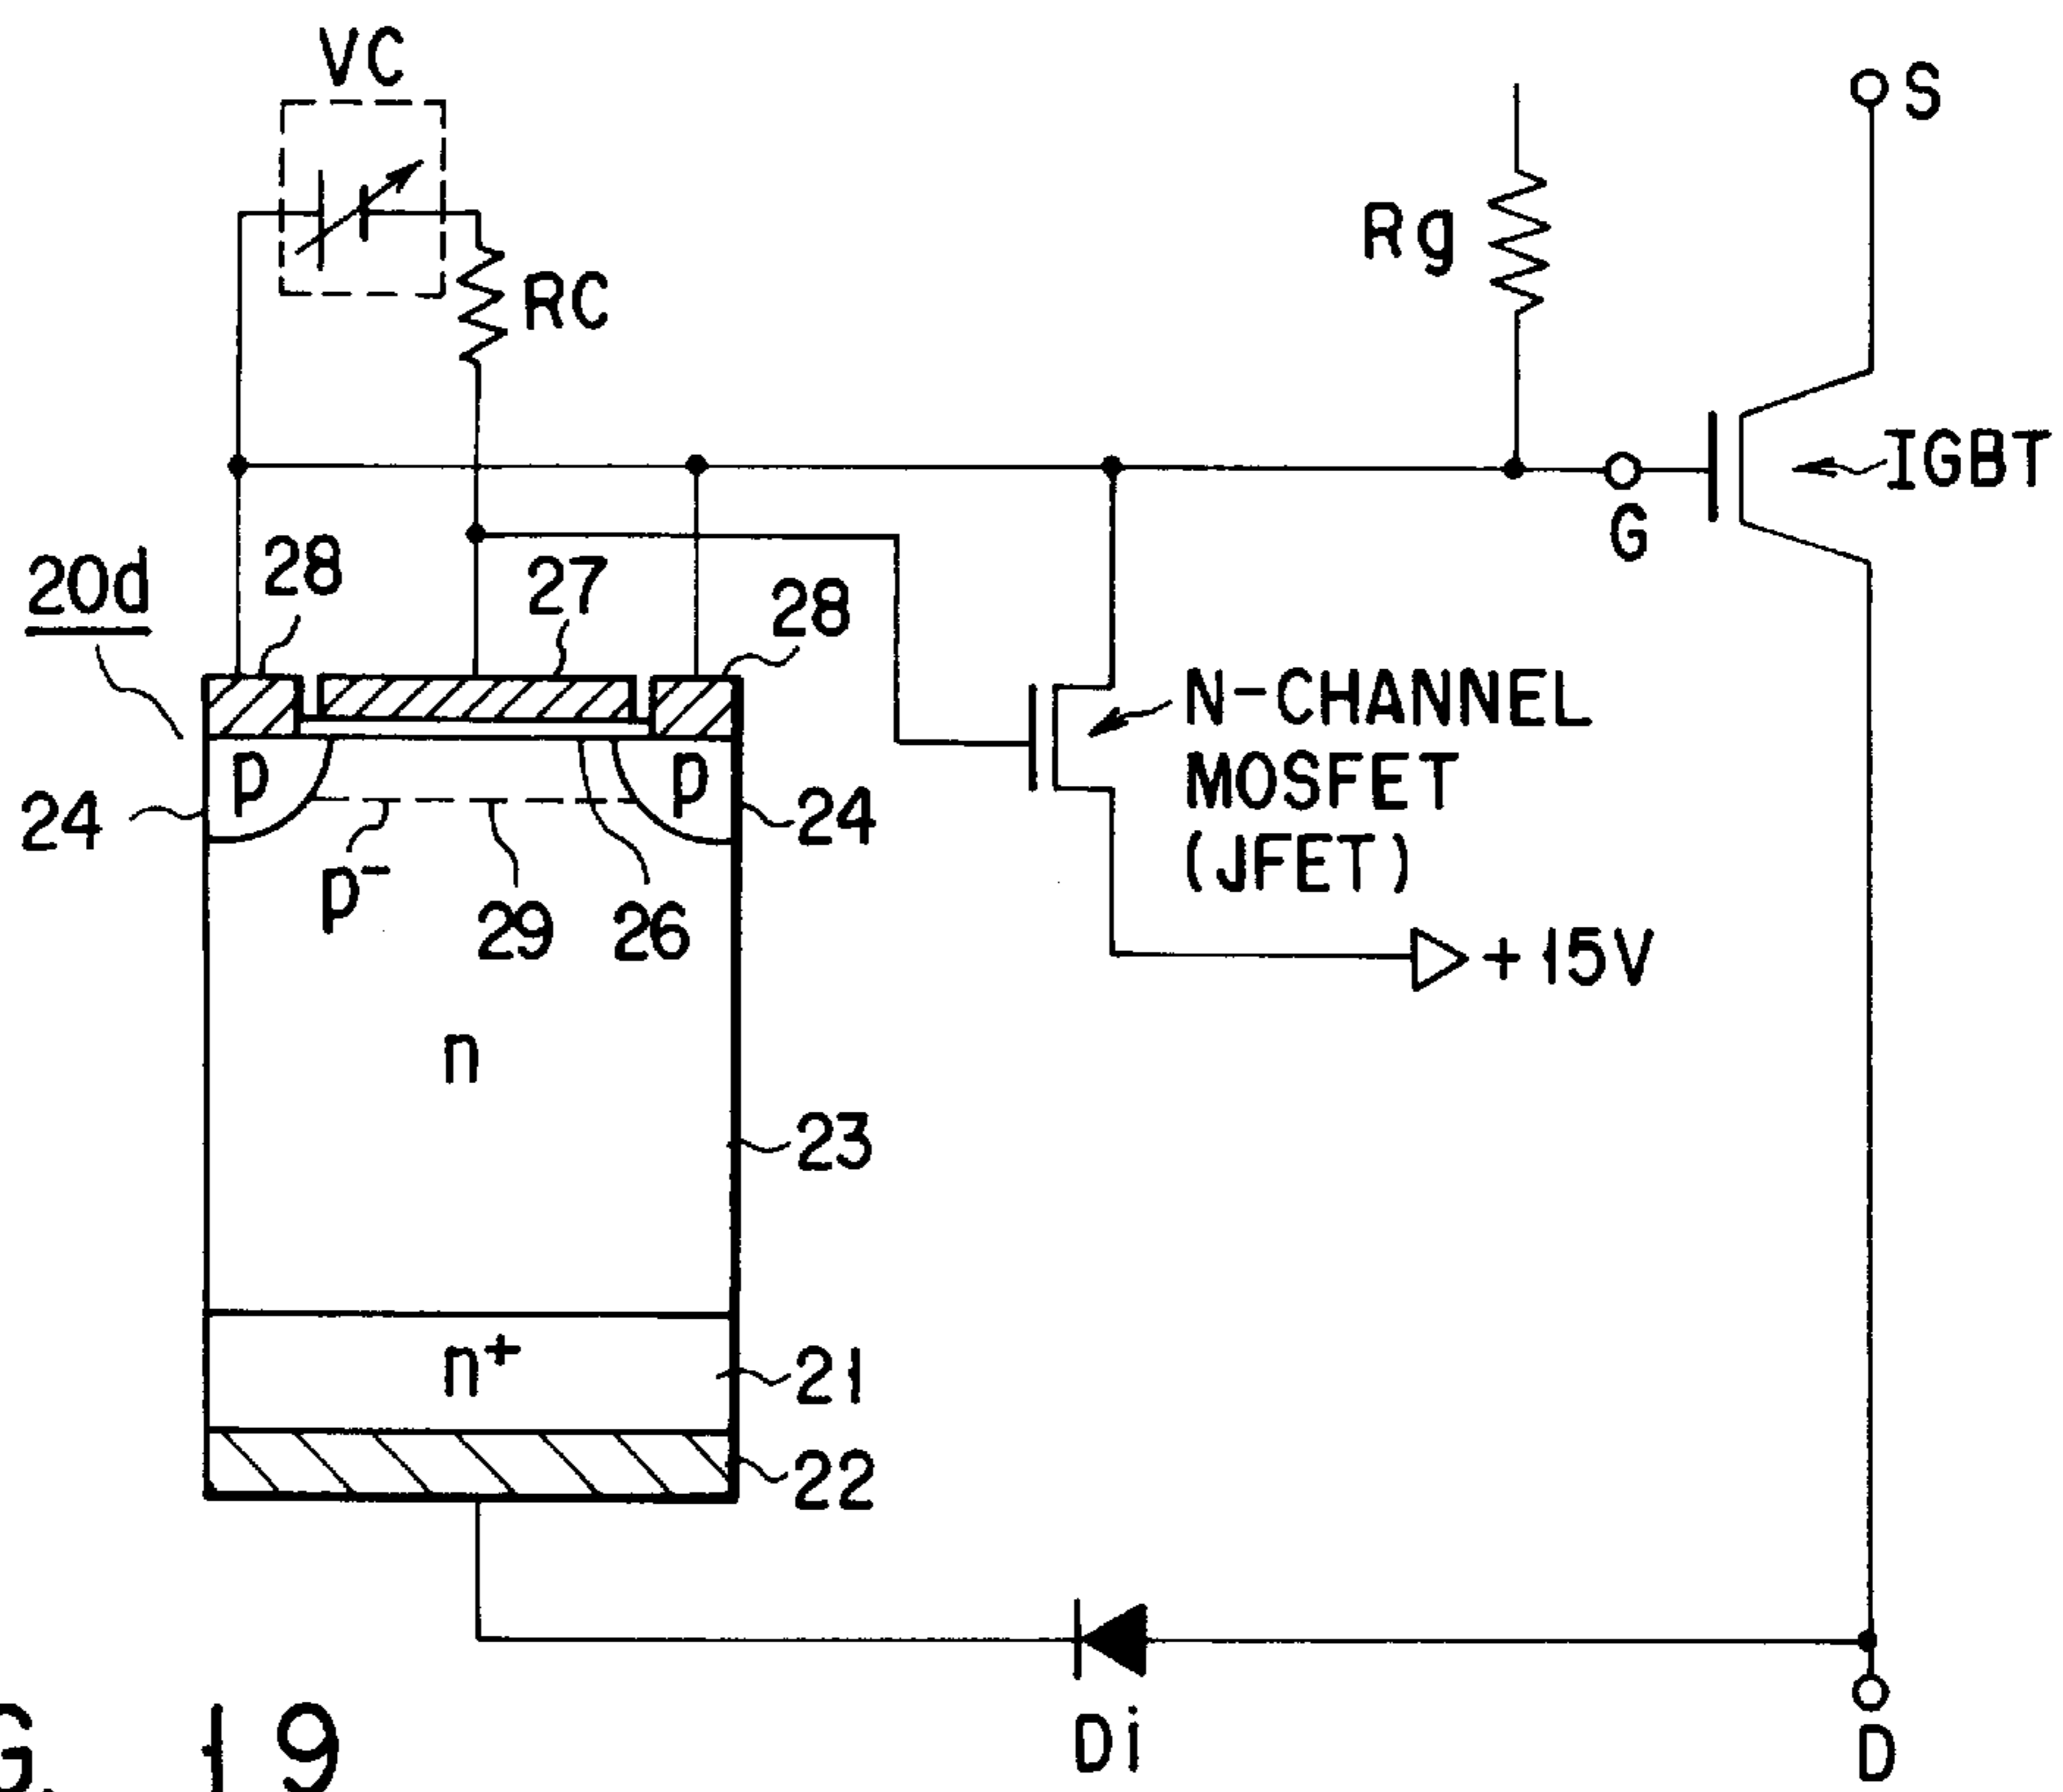 VC
S
Rg
RC
IGBT
G
20d
28
27
28
N-CHANNEL
MOSFET
(JFET)
p
p
24
24
p⁻
29
26
+15V
n
23
n⁺
21
22
Di
D
G. 19